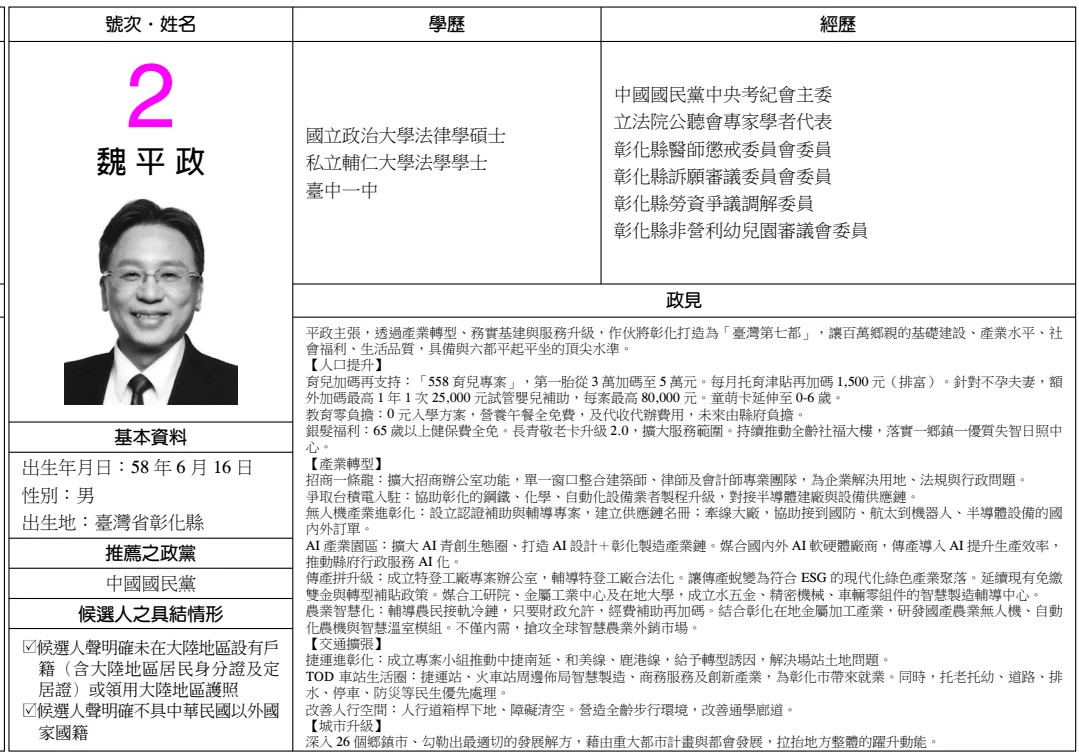 號次・姓名
2
魏平政
基本資料
出生年月日：58 年 6 月 16 日
性別：男
出生地：臺灣省彰化縣
推薦之政黨
中國國民黨
候選人之具結情形
☑候選人聲明確未在大陸地區設有戶
籍（含大陸地區居民身分證及定
居證）或領用大陸地區護照
☑候選人聲明確不具中華民國以外國
家國籍
學歷
國立政治大學法律學碩士
私立輔仁大學法學學士
臺中一中
經歷
中國國民黨中央考紀會主委
立法院公聽會專家學者代表
彰化縣醫師懲戒委員會委員
彰化縣訴願審議委員會委員
彰化縣勞資爭議調解委員
彰化縣非營利幼兒園審議會委員
政見
平政主張，透過產業轉型、務實基建與服務升級，作伙將彰化打造為「臺灣第七都」，讓百萬鄉親的基礎建設、產業水平、社
會福利、生活品質，具備與六都平起平坐的頂尖水準。
【人口提升】
育兒加碼再支持：「558 育兒專案」，第一胎從 3 萬加碼至 5 萬元。每月托育津貼再加碼 1,500 元（排富）。針對不孕夫妻，額
外加碼最高 1 年 1 次 25,000 元試管嬰兒補助，每案最高 80,000 元。童萌卡延伸至 0-6 歲。
教育零負擔：0 元入學方案，營養午餐全免費，及代收代辦費用，未來由縣府負擔。
銀髮福利：65 歲以上健保費全免。長青敬老卡升級 2.0，擴大服務範圍。持續推動全齡社福大樓，落實一鄉鎮一優質失智日照中
心。
【產業轉型】
招商一條龍：擴大招商辦公室功能，單一窗口整合建築師、律師及會計師專業團隊，為企業解決用地、法規與行政問題。
爭取台積電入駐：協助彰化的鋼鐵、化學、自動化設備業者製程升級，對接半導體建廠與設備供應鏈。
無人機產業進彰化：設立認證補助與輔導專案，建立供應鏈名冊；牽線大廠，協助接到國防、航太到機器人、半導體設備的國
內外訂單。
AI 產業園區：擴大 AI 青創生態圈、打造 AI 設計＋彰化製造產業鏈。媒合國內外 AI 軟硬體廠商，傳產導入 AI 提升生產效率，
推動縣府行政服務 AI 化。
傳產拼升級：成立特登工廠專案辦公室，輔導特登工廠合法化。讓傳產蛻變為符合 ESG 的現代化綠色產業聚落。延續現有免繳
雙金與轉型補貼政策。媒合工研院、金屬工業中心及在地大學，成立水五金、精密機械、車輛零組件的智慧製造輔導中心。
農業智慧化：輔導農民接軌冷鏈，只要財政允許，經費補助再加碼。結合彰化在地金屬加工產業，研發國產農業無人機、自動
化農機與智慧溫室模組。不僅內需，搶攻全球智慧農業外銷市場。
【交通擴張】
捷運進彰化：成立專案小組推動中捷南延、和美線、鹿港線，給予轉型誘因，解決場站土地問題。
TOD 車站生活圈：捷運站、火車站周邊佈局智慧製造、商務服務及創新產業，為彰化市帶來就業。同時，托老托幼、道路、排
水、停車、防災等民生優先處理。
改善人行空間：人行道箱桿下地、障礙清空。營造全齡步行環境，改善通學廊道。
【城市升級】
深入 26 個鄉鎮市、勾勒出最適切的發展解方，藉由重大都市計畫與都會發展，拉抬地方整體的躍升動能。